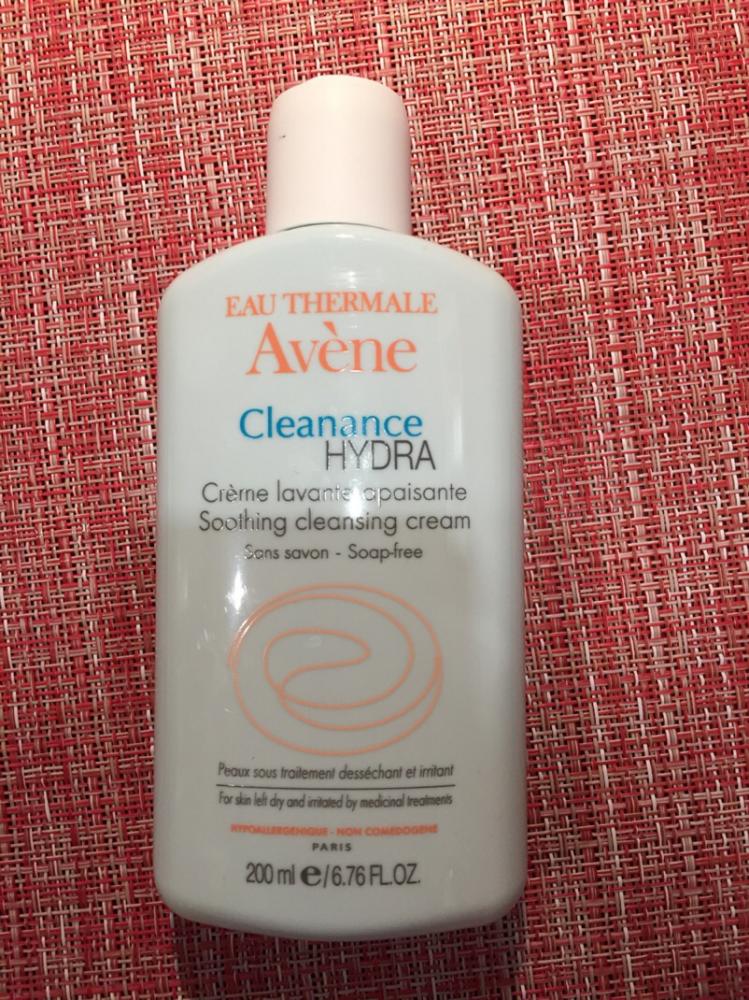 EAU THERMALE
Avène
Cleanance
HYDRA
Crème lavante apaisante
Soothing cleansing cream
Sans savon - Soap-free
Peaux sous traitement desséchant et irritant
For skin left dry and irritated by medicinal treatments
HYPOALLERGENIQUE - NON COMEDOGENE
PARIS
200 ml e/6.76 FL.OZ.